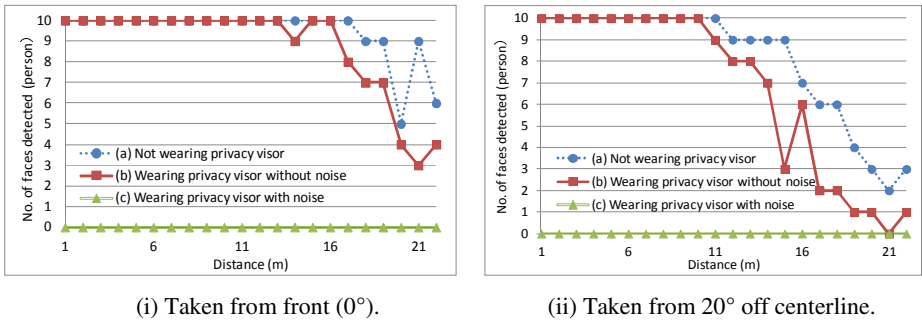 No. of faces detected (person)
10
9
8
7
6
5
4
3
2
1
0
(a) Not wearing privacy visor
(b) Wearing privacy visor without noise
(c) Wearing privacy visor with noise
1 6 11 16 21
Distance (m)
(i) Taken from front (0°).
No. of faces detected (person)
10
9
8
7
6
5
4
3
2
1
0
(a) Not wearing privacy visor
(b) Wearing privacy visor without noise
(c) Wearing privacy visor with noise
1 6 11 16 21
Distance (m)
(ii) Taken from 20° off centerline.